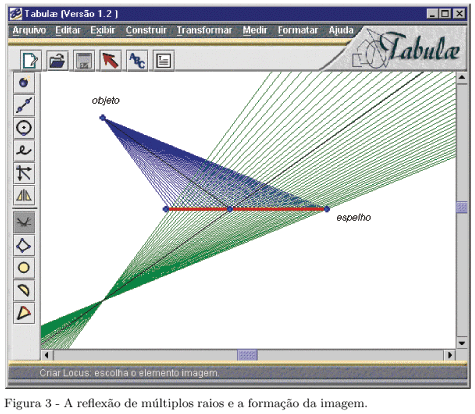 Tabulæ (Versão 1.2 )
Arquivo Editar Exibir Construir Transformar Medir Formatar Ajuda
Tabulæ
ABC
objeto
espelho
Criar Locus: escolha o elemento imagem.
Figura 3 - A reflexão de múltiplos raios e a formação da imagem.